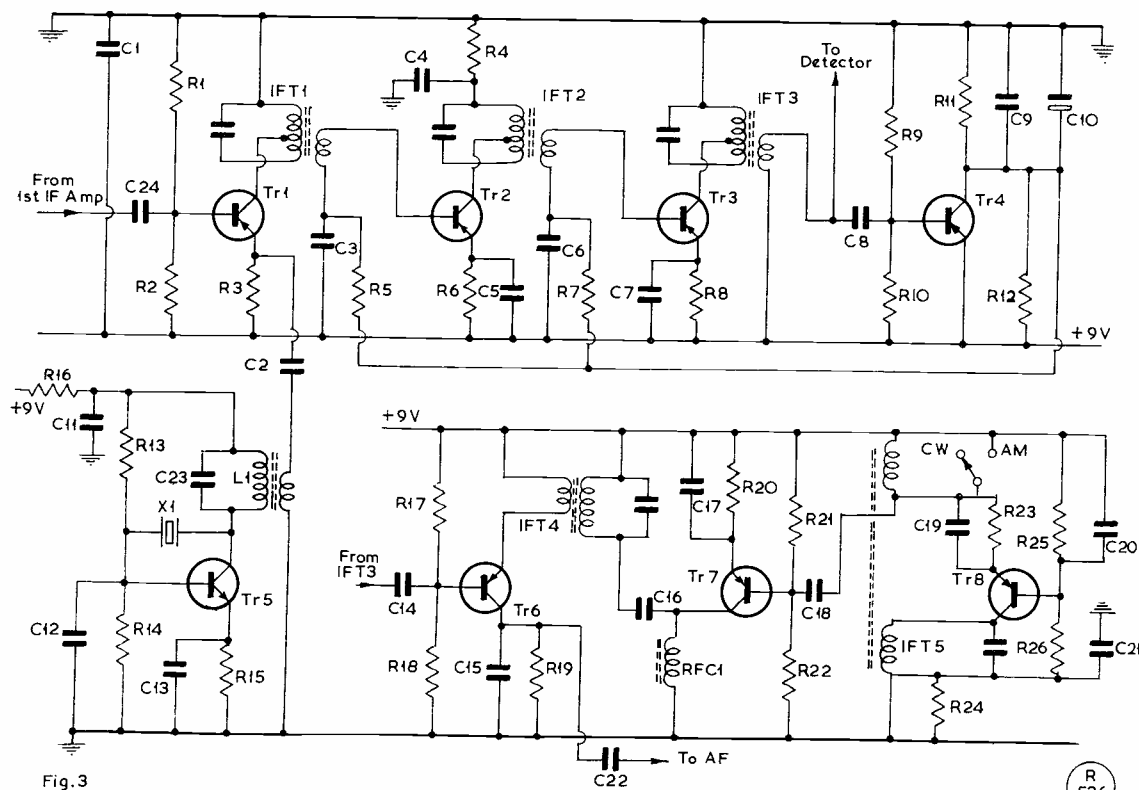 C1
R1
IFT1
C4
R4
IFT2
To
Detector
IFT3
R9
R11
C9
C10
From
1st IF Amp
C24
Tr1
Tr2
Tr3
C8
Tr4
R2
R3
C3
R5
R6
C5
C6
R7
C7
R8
R10
R12
+9V
C2
R16
+9V
C11
R13
C23
L1
X1
Tr5
C12
R14
C13
R15
+9V
R17
IFT4
C17
R20
R21
CW
AM
C19
R23
R25
C20
From
IFT3
C14
Tr6
C16
Tr7
C18
Tr8
R18
C15
R19
RFC1
R22
IFT5
R26
C21
R24
C22
To AF
Fig.3
R